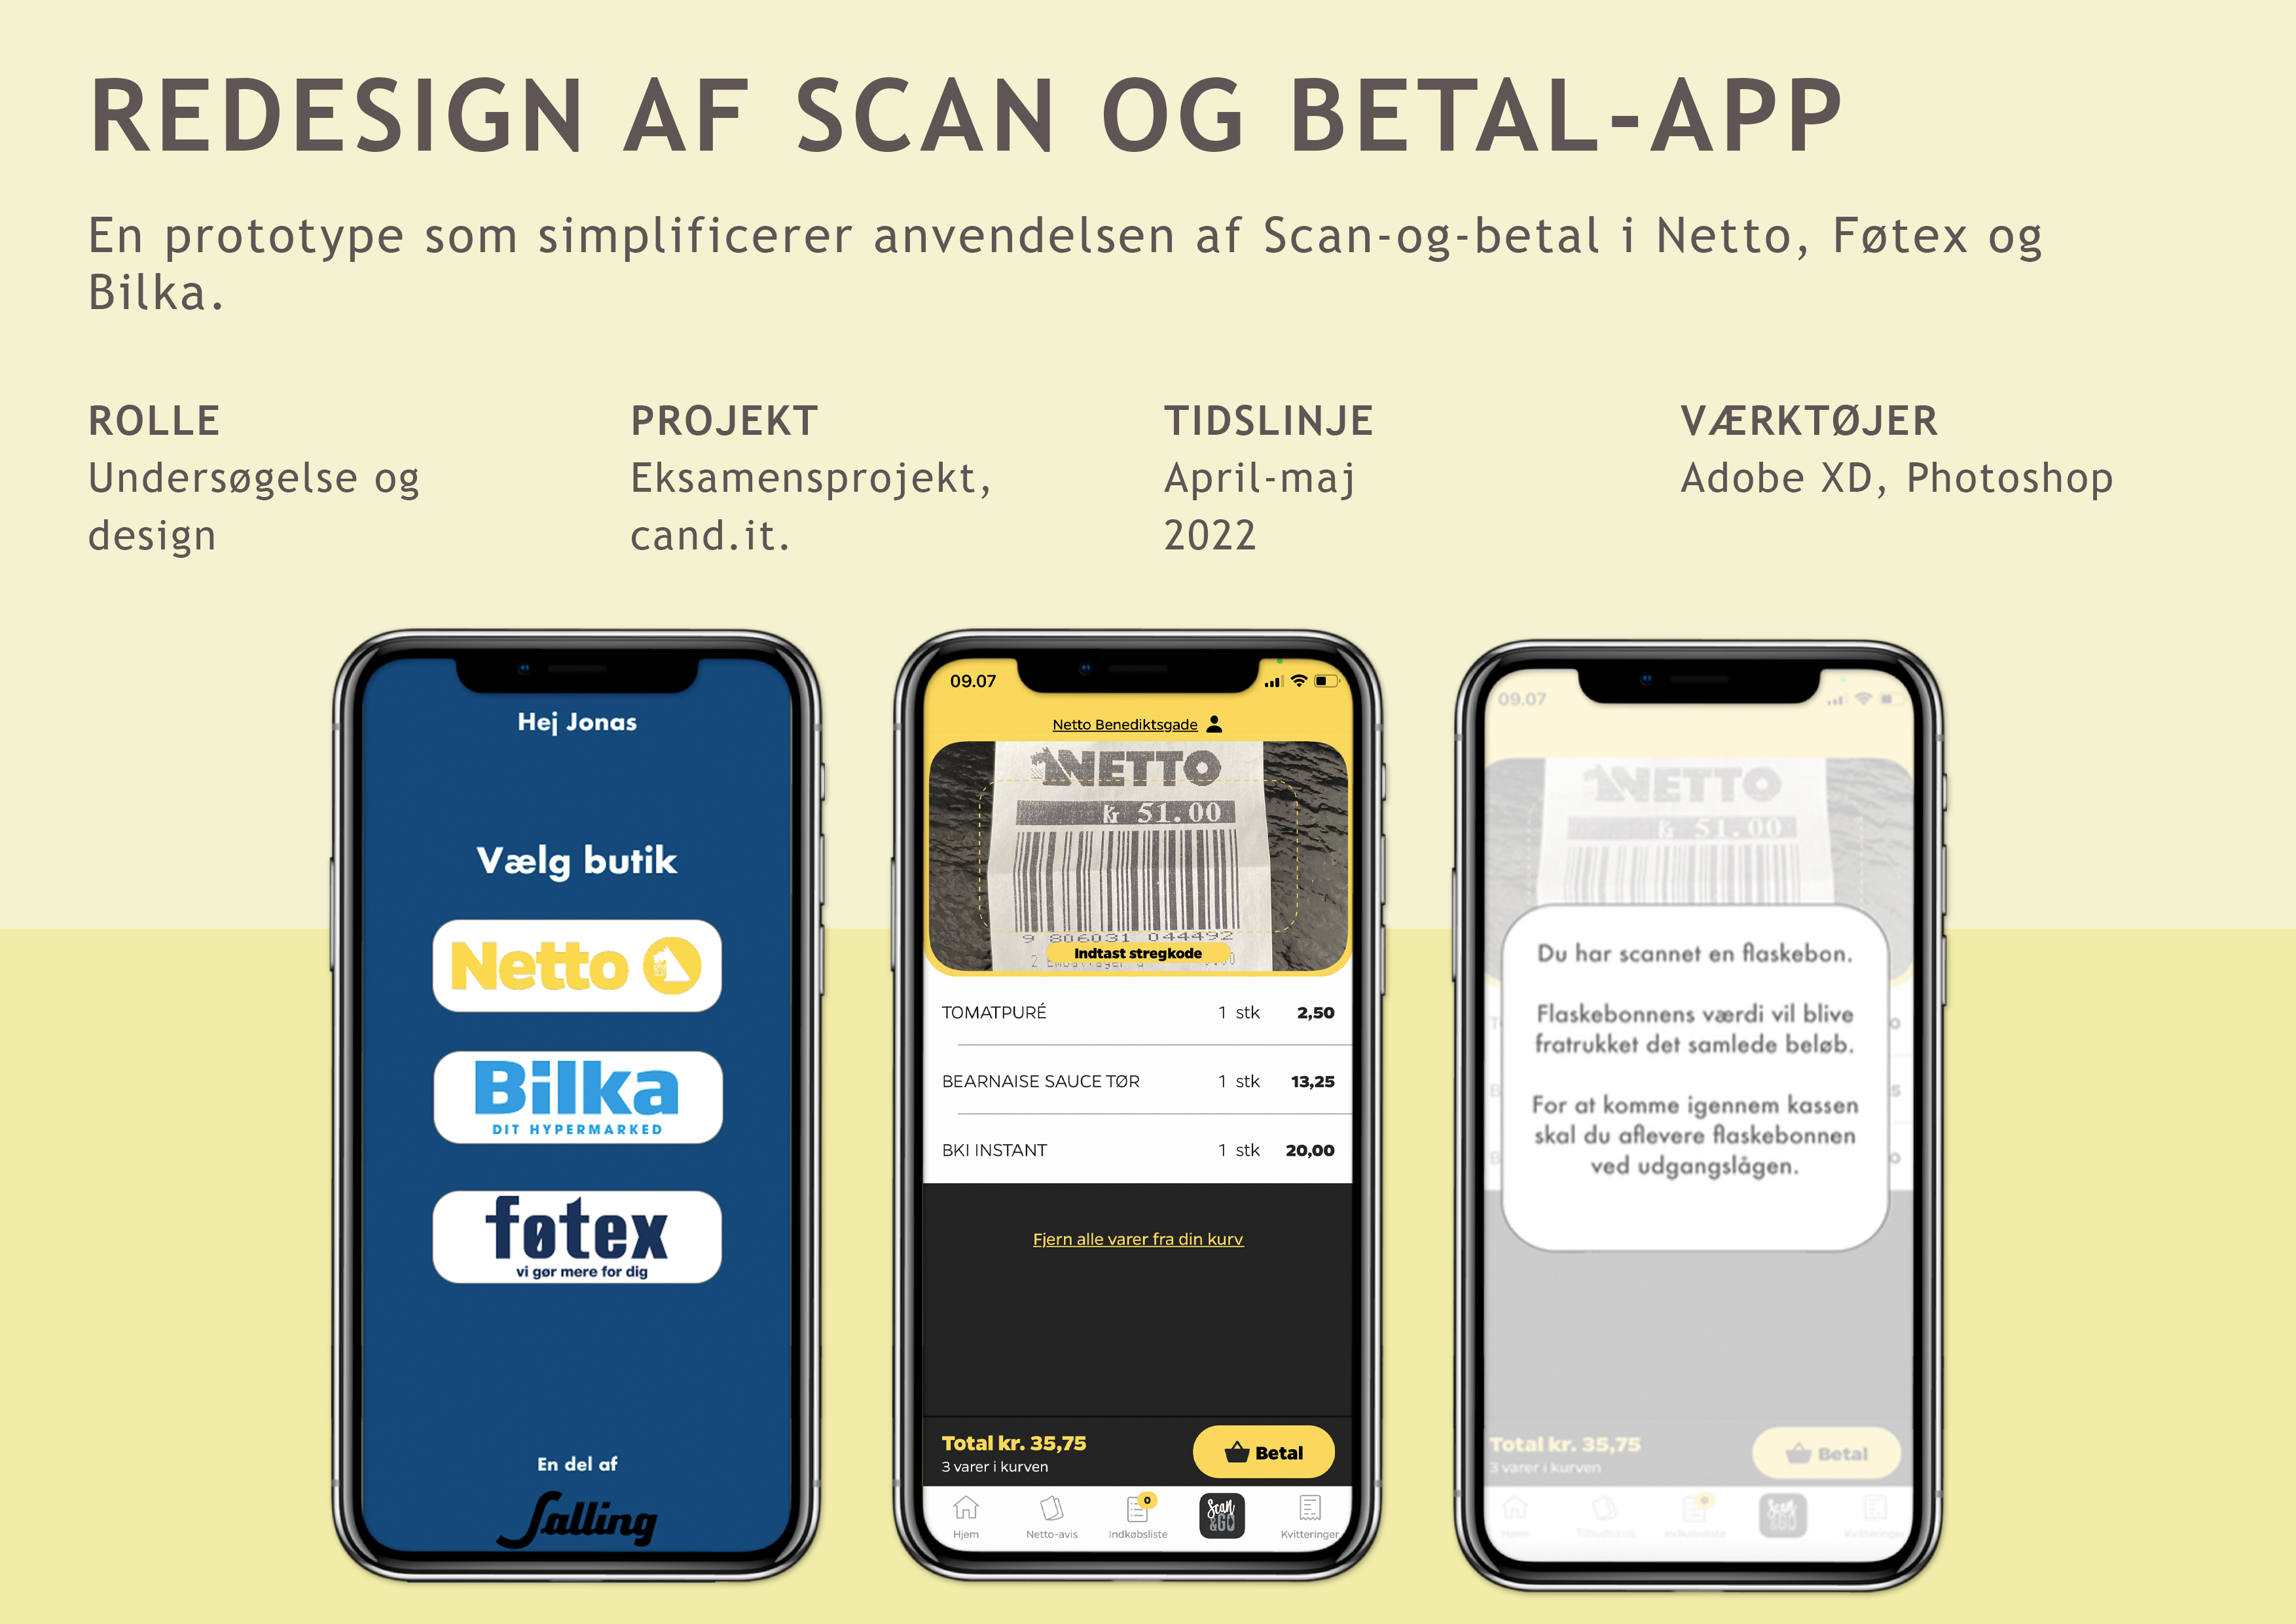 REDESIGN AF SCAN OG BETAL-APP
En prototype som simplificerer anvendelsen af Scan-og-betal i Netto, Føtex og
Bilka.
ROLLE
Undersøgelse og
design
PROJEKT
Eksamensprojekt,
cand.it.
TIDSLINJE
April-maj
2022
VÆRKTØJER
Adobe XD, Photoshop
Hej Jonas
Vælg butik
Netto
Bilka
DIT HYPERMARKED
føtex
vi gør mere for dig
En del af
Salling
09.07
Netto Benediktsgade
NETTO
kr 51.00
9 806031 044492
Indtast stregkode
TOMATPURÉ 1 stk 2,50
BEARNAISE SAUCE TØR 1 stk 13,25
BKI INSTANT 1 stk 20,00
Fjern alle varer fra din kurv
Total kr. 35,75
3 varer i kurven
Betal
0
Scan
&GO
Hjem Netto-avis Indkøbsliste Kvitteringer
09.07
NETTO
kr 51.00
Du har scannet en flaskebon.
Flaskebonnens værdi vil blive
fratrukket det samlede beløb.
For at komme igennem kassen
skal du aflevere flaskebonnen
ved udgangslågen.
Total kr. 35,75
3 varer i kurven
Betal
Scan
&GO
Hjem Tilbudsavis Indkøbsliste Kvitteringer